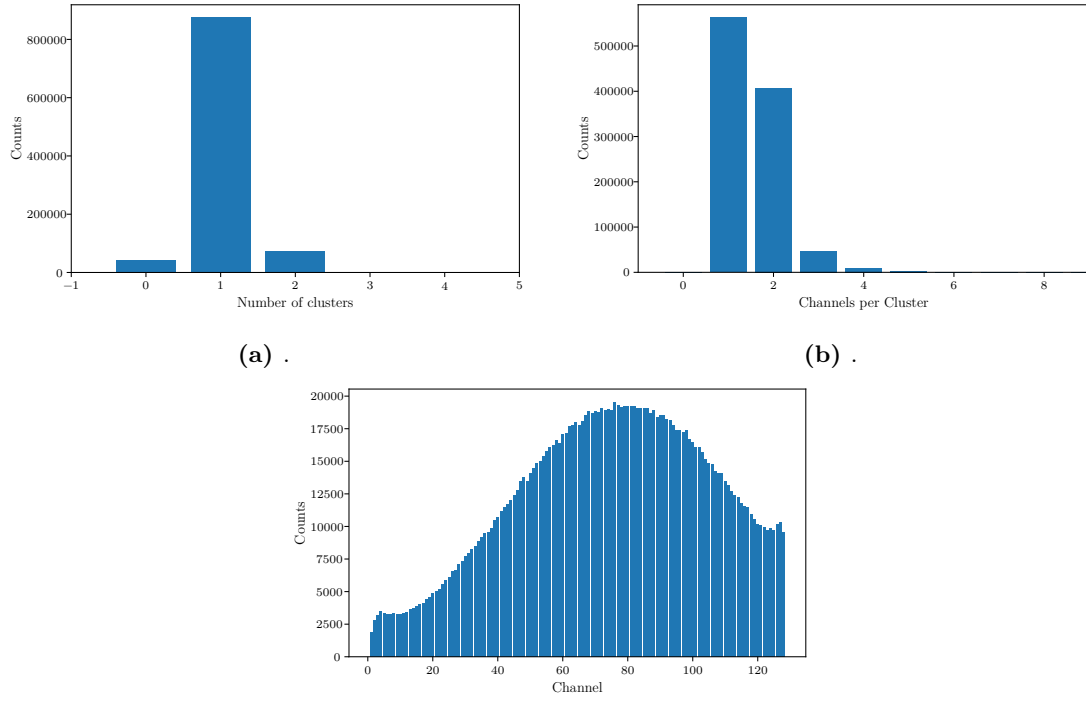 800000
600000
400000
200000
0
Counts
−1 0 1 2 3 4 5
Number of clusters
(a) .
500000
400000
300000
200000
100000
0
Counts
0 2 4 6 8
Channels per Cluster
(b) .
20000
17500
15000
12500
10000
7500
5000
2500
0
Counts
0 20 40 60 80 100 120
Channel